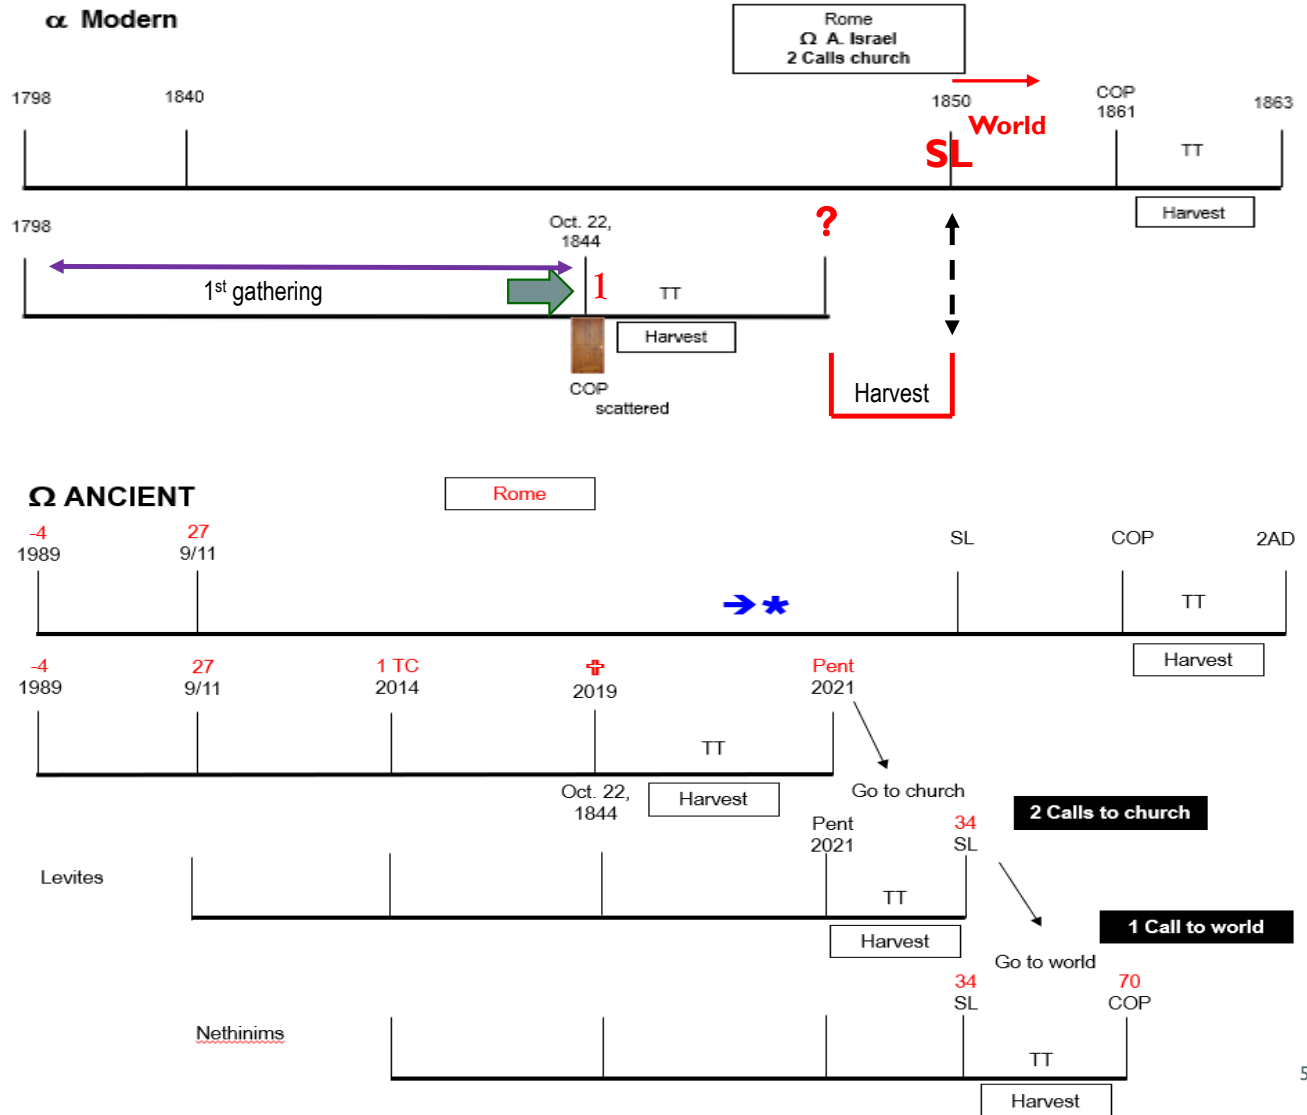 α Modern
Rome
Ω A. Israel
2 Calls church
1798
1840
1850
COP
1861
1863
World
SL
TT
Harvest
1798
Oct. 22,
1844
?
1st gathering
1
TT
Harvest
COP
scattered
Harvest
Ω ANCIENT
Rome
-4
1989
27
9/11
SL
COP
2AD
TT
Harvest
-4
1989
27
9/11
1 TC
2014
2019
Pent
2021
TT
Oct. 22,
1844
Harvest
Go to church
2 Calls to church
Pent
2021
34
SL
Levites
TT
Harvest
1 Call to world
Go to world
34
SL
70
COP
Nethinims
TT
Harvest
5